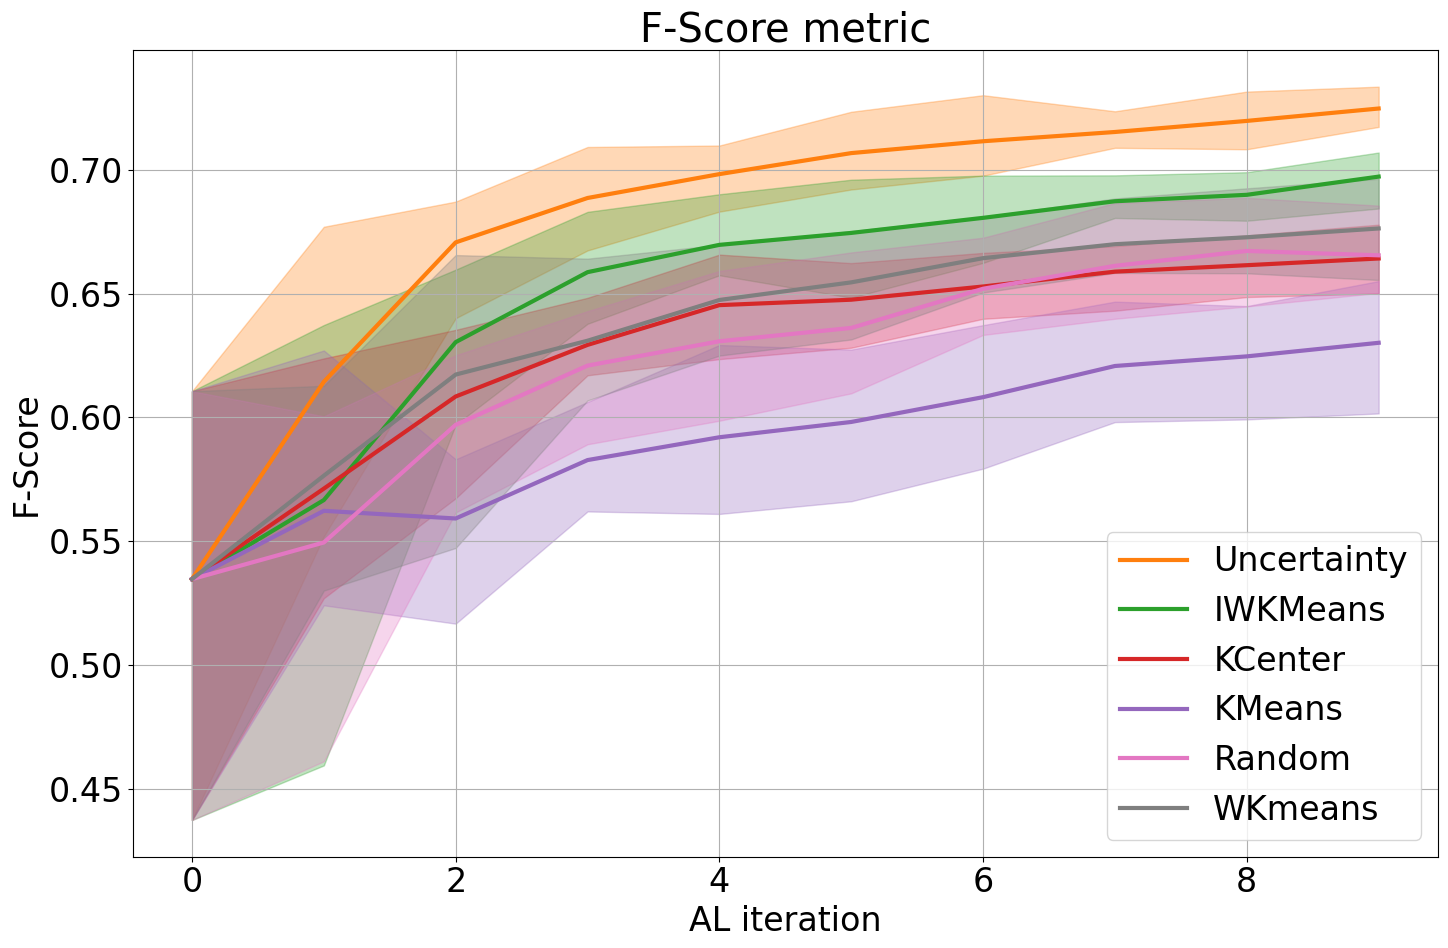 F-Score metric
F-Score
0.70
0.65
0.60
0.55
0.50
0.45
0 2 4 6 8
AL iteration
Uncertainty
IWKMeans
KCenter
KMeans
Random
WKmeans